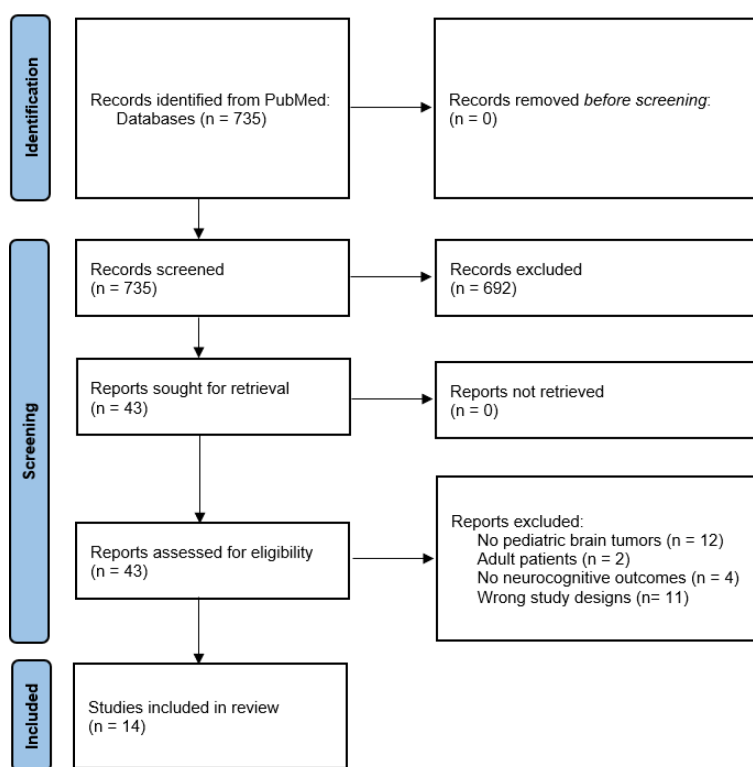 Identification
Records identified from PubMed:
Databases (n = 735)
Records removed before screening:
(n = 0)
Screening
Records screened
(n = 735)
Records excluded
(n = 692)
Reports sought for retrieval
(n = 43)
Reports not retrieved
(n = 0)
Reports assessed for eligibility
(n = 43)
Reports excluded:
No pediatric brain tumors (n = 12)
Adult patients (n = 2)
No neurocognitive outcomes (n = 4)
Wrong study designs (n= 11)
Included
Studies included in review
(n = 14)